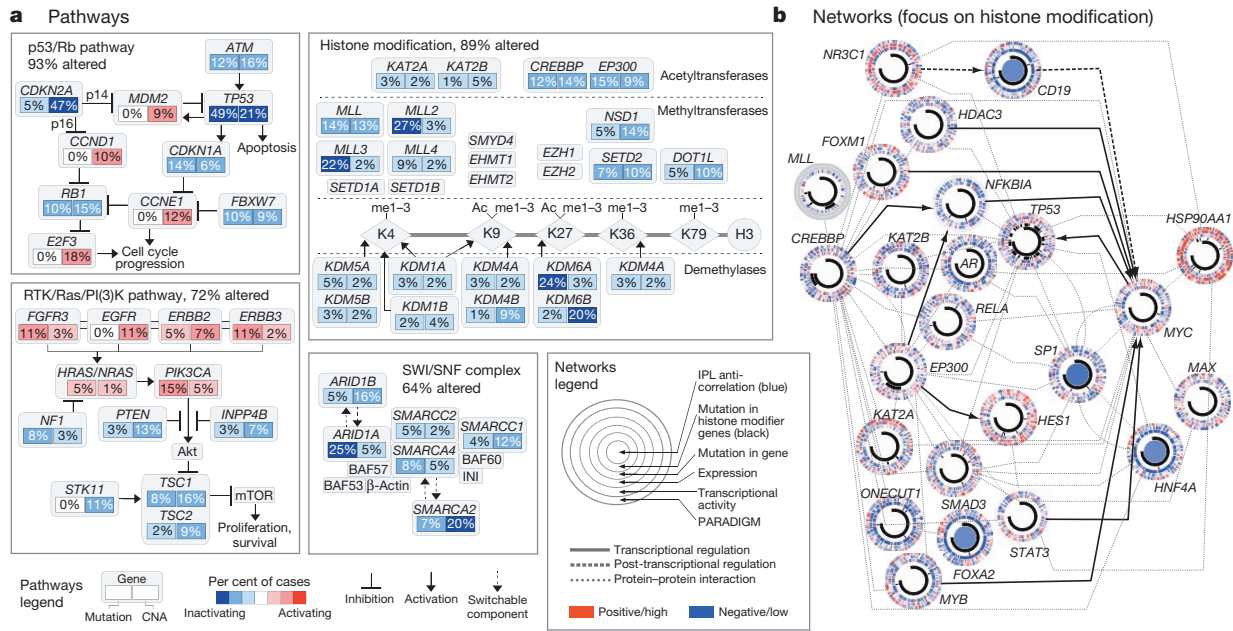 a Pathways
p53/Rb pathway
93% altered
ATM
12% 16%
CDKN2A
5% 47%
p14
MDM2
0% 9%
TP53
49% 21%
p16
CCND1
0% 10%
CDKN1A
14% 6%
Apoptosis
RB1
10% 15%
CCNE1
0% 12%
FBXW7
10% 9%
E2F3
0% 18%
Cell cycle
progression
RTK/Ras/PI(3)K pathway, 72% altered
FGFR3 EGFR ERBB2 ERBB3
11% 3% 0% 11% 5% 7% 11% 2%
HRAS/NRAS
5% 1%
PIK3CA
15% 5%
NF1
8% 3%
PTEN
3% 13%
INPP4B
3% 7%
Akt
STK11
0% 11%
TSC1
8% 16%
TSC2
2% 9%
mTOR
Proliferation,
survival
Histone modification, 89% altered
KAT2A KAT2B CREBBP EP300
3% 2% 1% 5% 12% 14% 15% 9%
Acetyltransferases
Methyltransferases
MLL
14% 13%
MLL2
27% 3%
NSD1
5% 14%
MLL3
22% 2%
MLL4
9% 2%
SMYD4
EHMT1
EHMT2
EZH1
EZH2
SETD2
7% 10%
DOT1L
5% 10%
SETD1A SETD1B
me1–3 Ac me1–3 Ac me1–3 me1–3 me1–3
K4 K9 K27 K36 K79 H3
Demethylases
KDM5A KDM1A KDM4A KDM6A KDM4A
5% 2% 3% 2% 3% 2% 24% 3% 3% 2%
KDM5B
3% 2%
KDM1B
2% 4%
KDM4B
1% 9%
KDM6B
2% 20%
SWI/SNF complex
64% altered
ARID1B
5% 16%
SMARCC2
5% 2%
SMARCC1
4% 12%
ARID1A
25% 5%
SMARCA4
8% 5%
BAF57
BAF60
INI
BAF53 β-Actin
SMARCA2
7% 20%
Networks
legend
IPL anti-
correlation (blue)
Mutation in
histone modifier
genes (black)
Mutation in gene
Expression
Transcriptional
activity
PARADIGM
Transcriptional regulation
Post-transcriptional regulation
Protein–protein interaction
Positive/high Negative/low
Pathways
legend
Gene
Mutation CNA
Per cent of cases
Inactivating Activating
Inhibition
Activation
Switchable
component
b Networks (focus on histone modification)
NR3C1
CD19
HDAC3
FOXM1
MLL
NFKBIA
TP53
HSP90AA1
CREBBP
KAT2B
AR
RELA
MYC
SP1
EP300
MAX
HES1
KAT2A
HNF4A
ONECUT1
SMAD3
STAT3
FOXA2
MYB